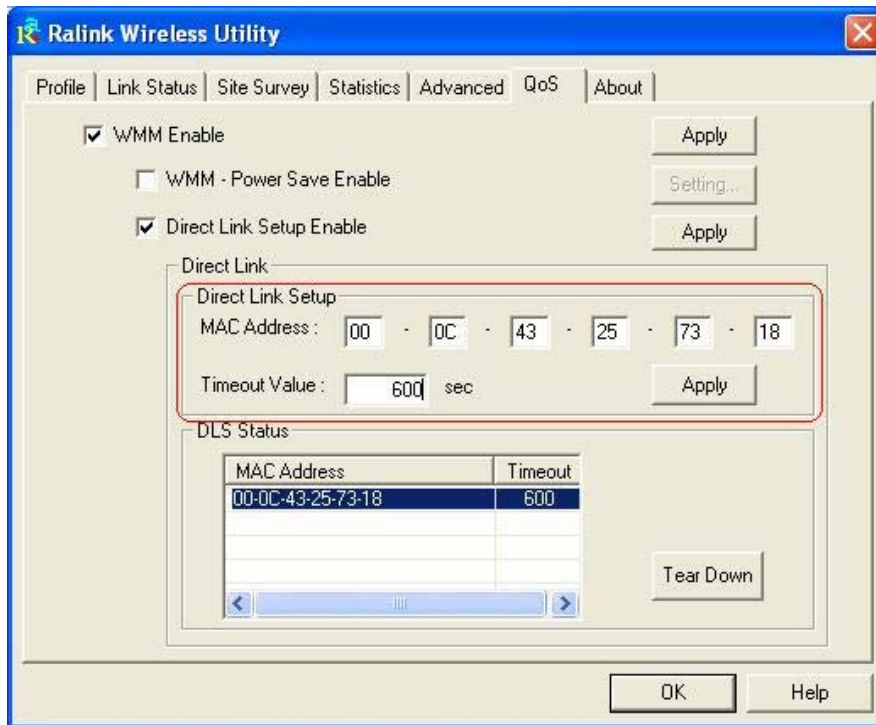 Ralink Wireless Utility
Profile Link Status Site Survey Statistics Advanced QoS About
WMM Enable Apply
WMM - Power Save Enable Setting...
Direct Link Setup Enable Apply
Direct Link
Direct Link Setup
MAC Address : 00 - 0C - 43 - 25 - 73 - 18
Timeout Value : 600 sec Apply
DLS Status
MAC Address Timeout
00-0C-43-25-73-18 600
Tear Down
OK Help